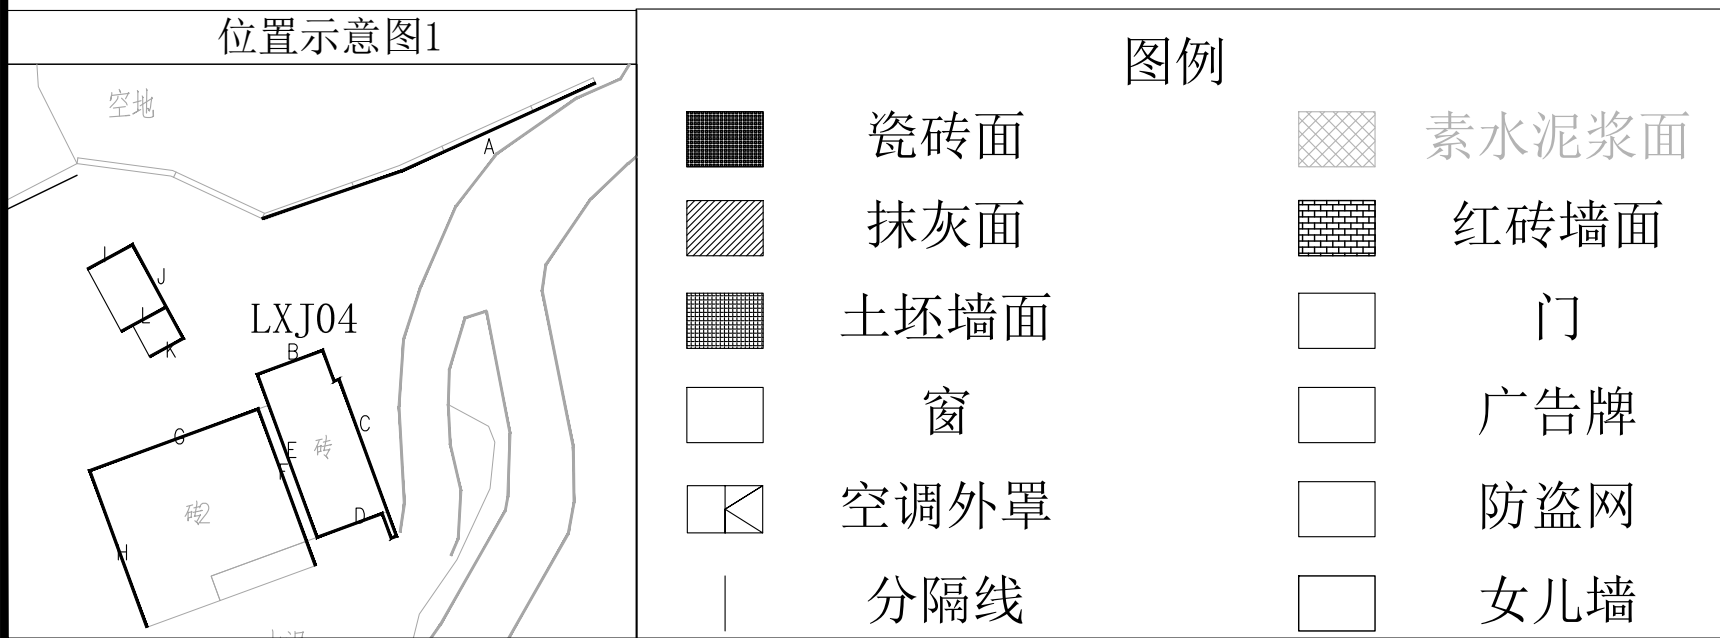 位置示意图1
空地
A
I
J
L
K
LXJ04
B
C
G
E
F
砖
砖2
D
H
图例
瓷砖面
素水泥浆面
抹灰面
红砖墙面
土坯墙面
门
窗
广告牌
空调外罩
防盗网
分隔线
女儿墙